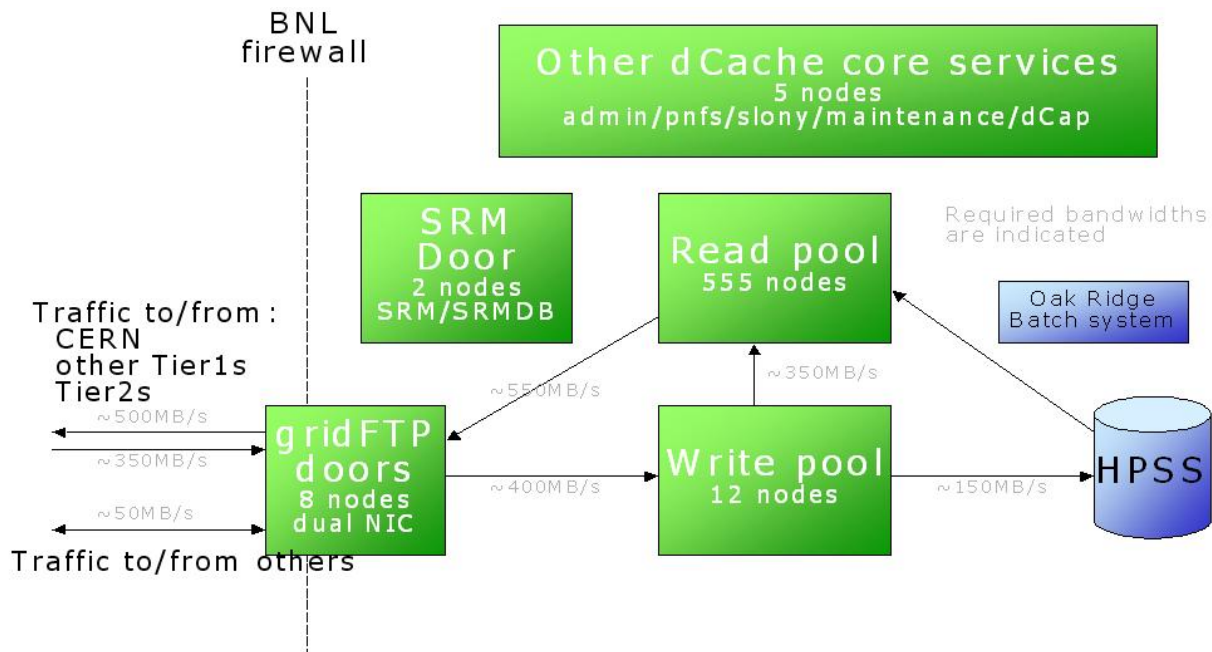 BNL
firewall
Other dCache core services
5 nodes
admin/pnfs/slony/maintenance/dCap
SRM
Door
2 nodes
SRM/SRMDB
Read pool
555 nodes
Required bandwidths
are indicated
Oak Ridge
Batch system
Traffic to/from :
CERN
other Tier1s
Tier2s
~550MB/s
~350MB/s
~500MB/s
~350MB/s
~50MB/s
gridFTP
doors
8 nodes
dual NIC
~400MB/s
Write pool
12 nodes
~150MB/s
HPSS
Traffic to/from others